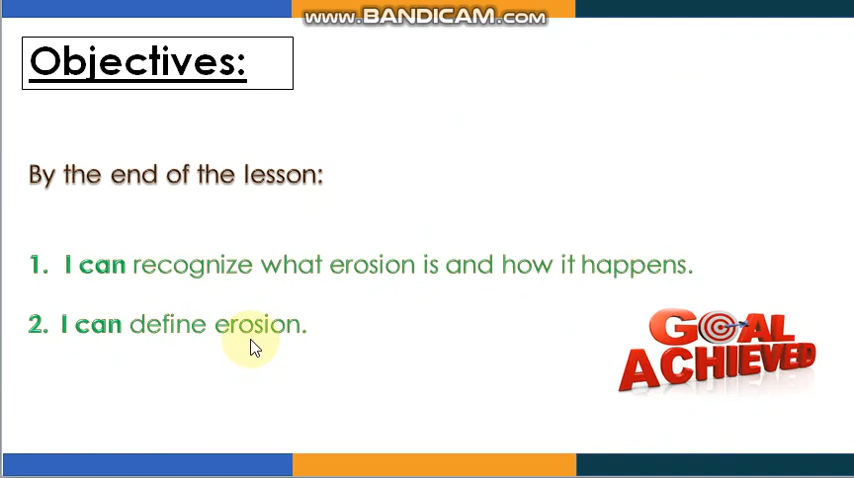 www.BANDICAM.com
Objectives:
By the end of the lesson:
1. I can recognize what erosion is and how it happens.
2. I can define erosion.
GOAL
ACHIEVED